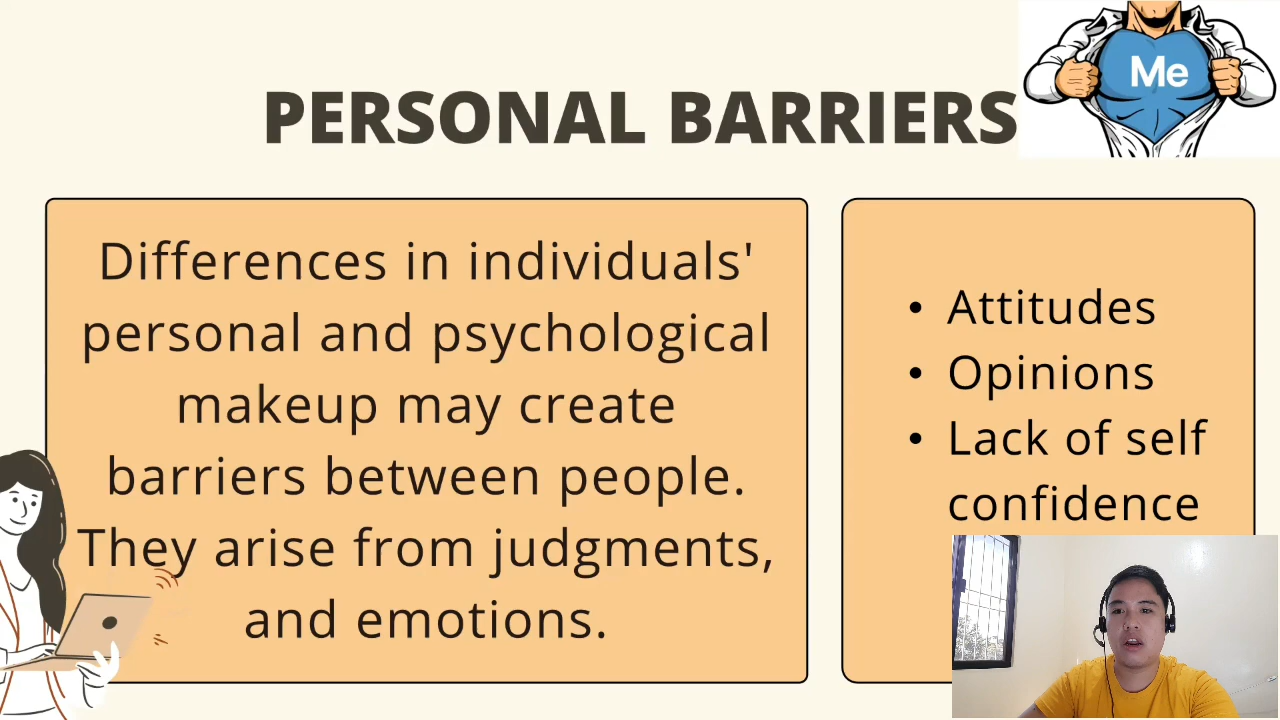 Me
PERSONAL BARRIERS
Differences in individuals'
personal and psychological
makeup may create
barriers between people.
They arise from judgments,
and emotions.
• Attitudes
• Opinions
• Lack of self
confidence